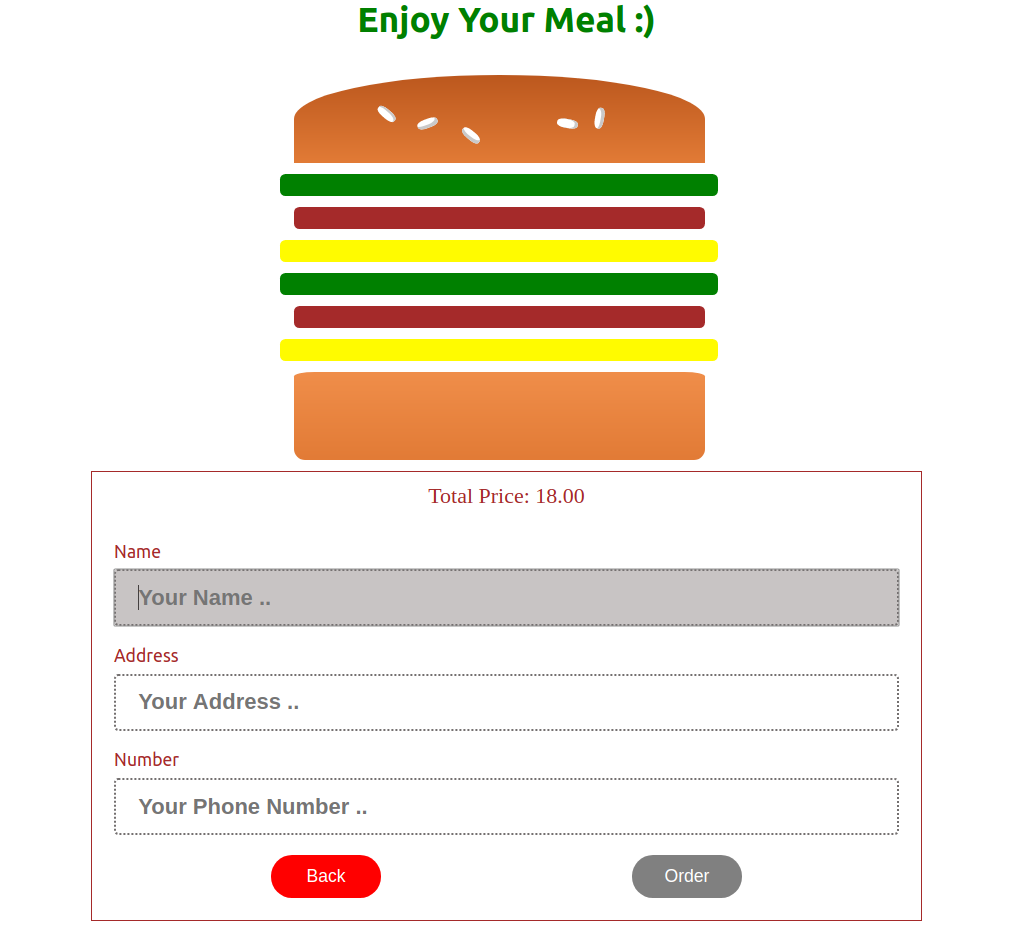 Enjoy Your Meal :)
Total Price: 18.00
Name
Your Name ..
Address
Your Address ..
Number
Your Phone Number ..
Back
Order